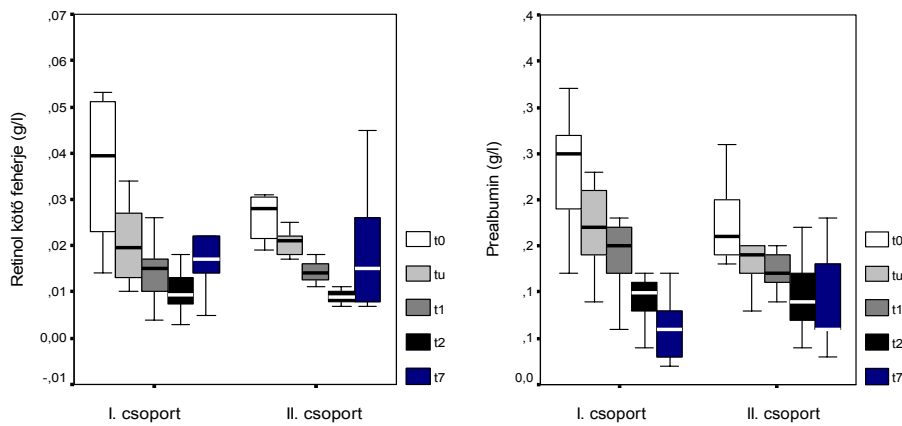 ,07
,06
,05
,04
,03
,02
,01
0,00
-,01
Retinol kötő fehérje (g/l)
I. csoport
II. csoport
t0
tu
t1
t2
t7
,4
,4
,3
,3
,2
,2
,1
,1
0,0
Prealbumin (g/l)
I. csoport
II. csoport
t0
tu
t1
t2
t7